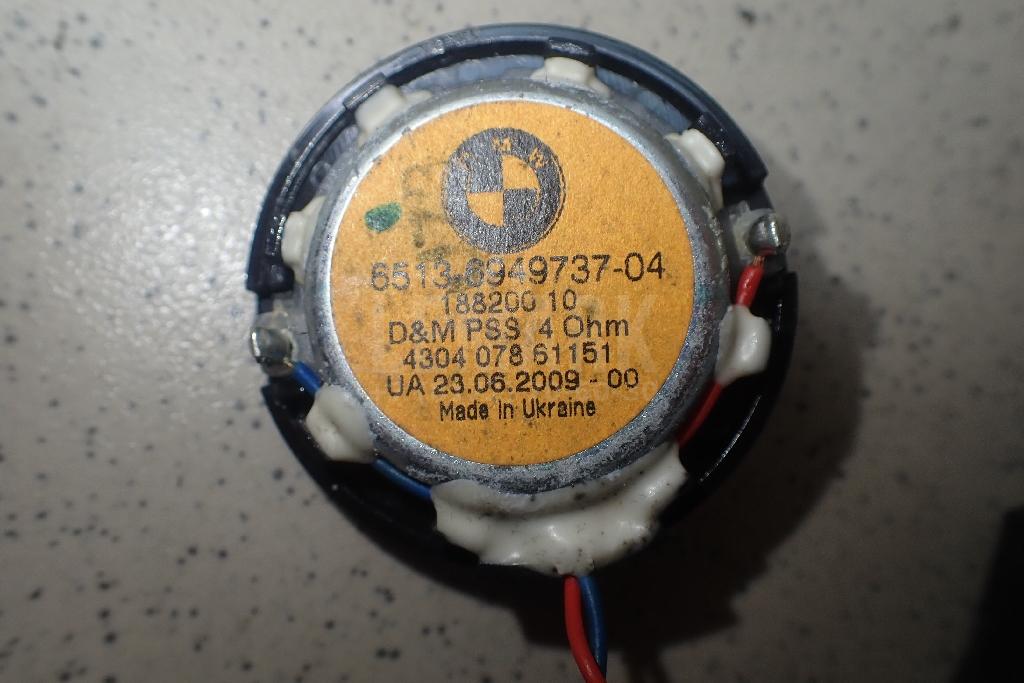 BMW
6513.6949737-04
188200 10
D&M PSS 4 Ohm
4304 078 61151
UA 23.06.2009 - 00
Made in Ukraine